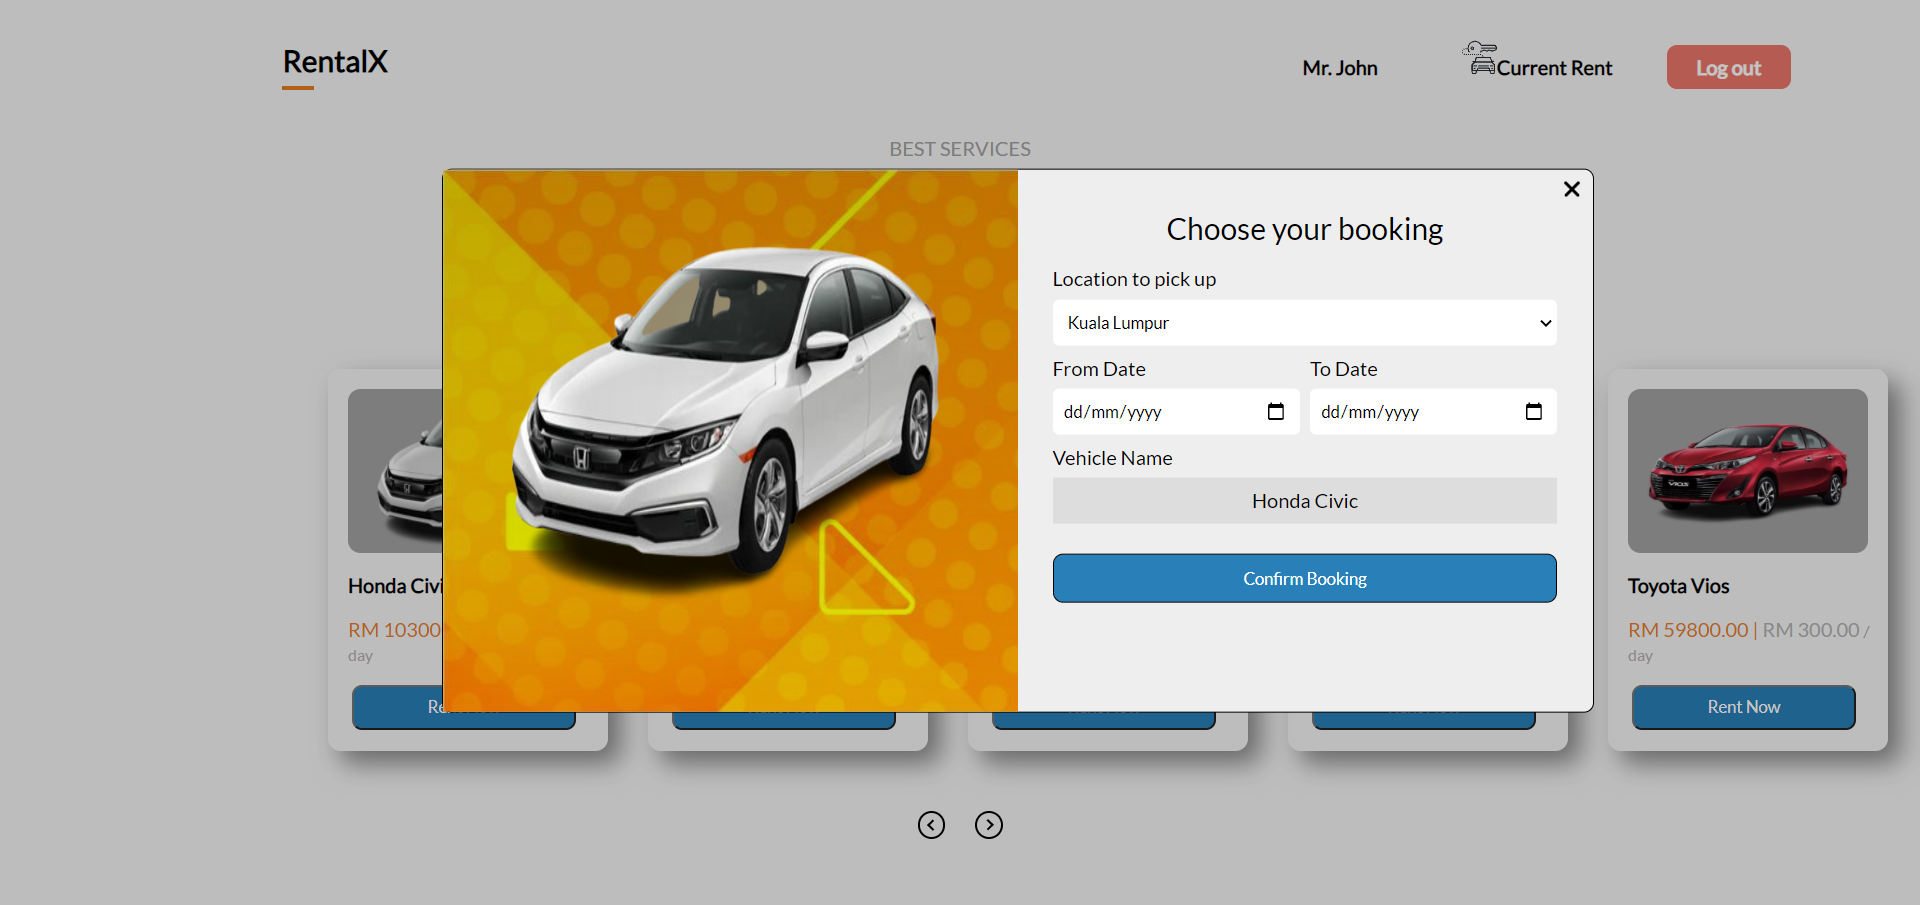 RentalX
Mr. John
Current Rent
Log out
BEST SERVICES
Choose your booking
Location to pick up
Kuala Lumpur
From Date
To Date
dd/mm/yyyy
dd/mm/yyyy
Vehicle Name
Honda Civic
Confirm Booking
Honda Civi
RM 10300
day
Toyota Vios
RM 59800.00 | RM 300.00 /
day
Rent Now